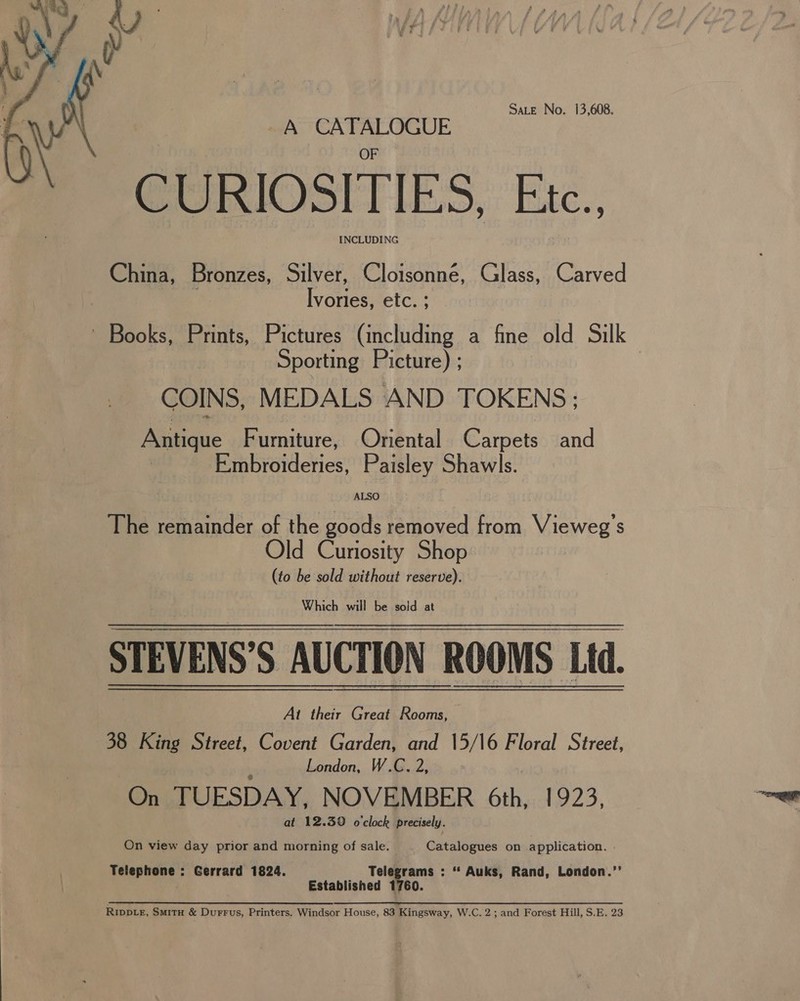 SALE No. 13,608.
A CATALOGUE
OF
CURIOSITIES, Etc.,
INCLUDING
China, Bronzes, Silver, Cloisonné, Glass, Carved
Ivories, etc. ;
Books, Prints, Pictures (including a fine old Silk
Sporting Picture) ;
COINS, MEDALS AND TOKENS ;
Antique Furniture, Oriental Carpets and
Embroideries, Paisley Shawls.
ALSO
The remainder of the goods removed from Vieweg's
Old Curiosity Shop
(to be sold without reserve).
Which will be sold at
STEVENS'S AUCTION ROOMS Ltd.
At their Great Rooms,
38 King Street, Covent Garden, and 15/16 Floral Street,
London, W.C. 2,
On TUESDAY, NOVEMBER 6th, 1923,
at 12.30 o'clock precisely.
On view day prior and morning of sale. Catalogues on application.
Telephone : Gerrard 1824. Telegrams : “ Auks, Rand, London.”
Established 1760.
RIDDLE, SMITH & DUFFUS, Printers, Windsor House, 83 Kingsway, W.C. 2 ; and Forest Hill, S.E. 23